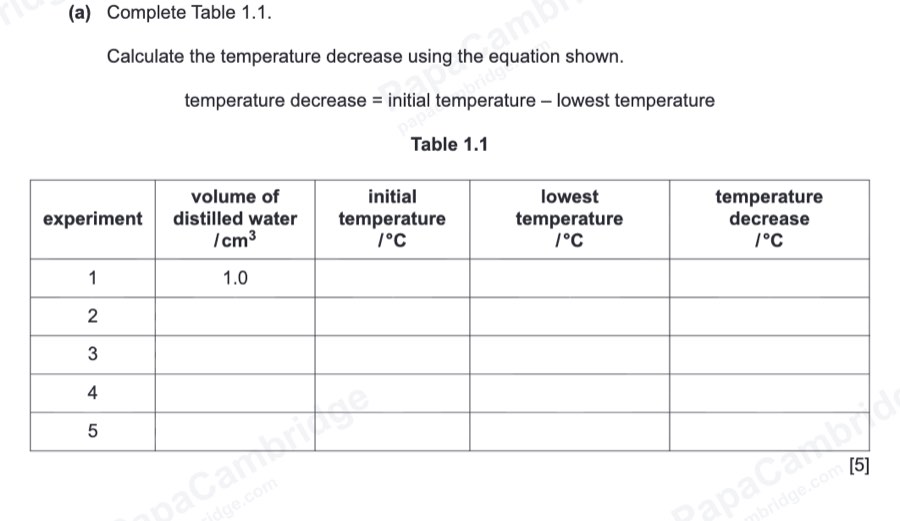 (a) Complete Table 1.1.
Calculate the temperature decrease using the equation shown.
temperature decrease = initial temperature – lowest temperature
Table 1.1
experiment
volume of
distilled water
/cm³
initial
temperature
/°C
lowest
temperature
/°C
temperature
decrease
/°C
1
1.0
2
3
4
5
[5]
PapaCambridge